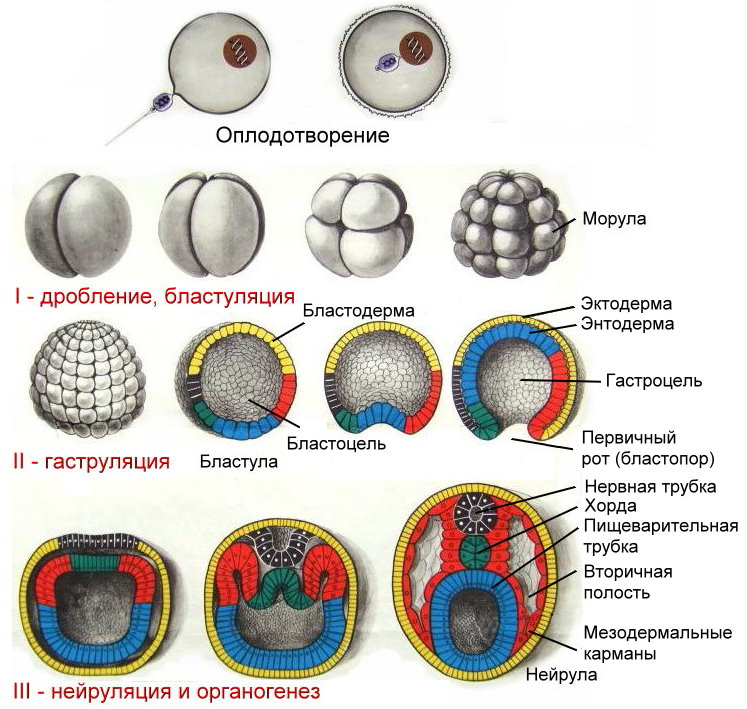 Оплодотворение
Морула
I - дробление, бластуляция
Бластодерма
Эктодерма
Энтодерма
Гастроцель
Первичный
рот (бластопор)
Бластоцель
Бластула
II - гаструляция
Нервная трубка
Хорда
Пищеварительная
трубка
Вторичная
полость
Мезодермальные
карманы
Нейрула
III - нейруляция и органогенез